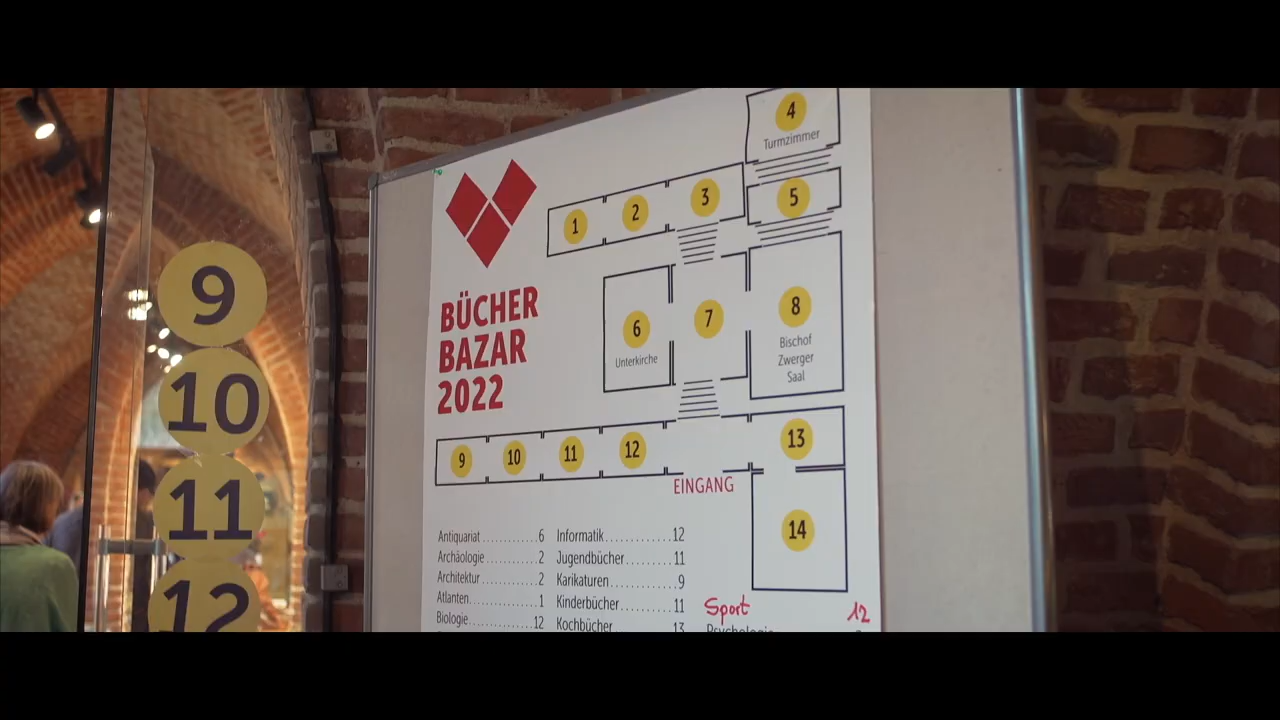 9
10
11
12
BÜCHER
BAZAR
2022
4
Turmzimmer
1 2 3 5
6
Unterkirche
7
8
Bischof
Zwerger
Saal
9 10 11 12 13
EINGANG
14
Antiquariat............6
Archäologie...........2
Architektur............2
Atlanten................1
Biologie................12
Informatik.............12
Jugendbücher..........11
Karikaturen............9
Kinderbücher..........11
Kochbücher............13
Sport 12
Psychologie